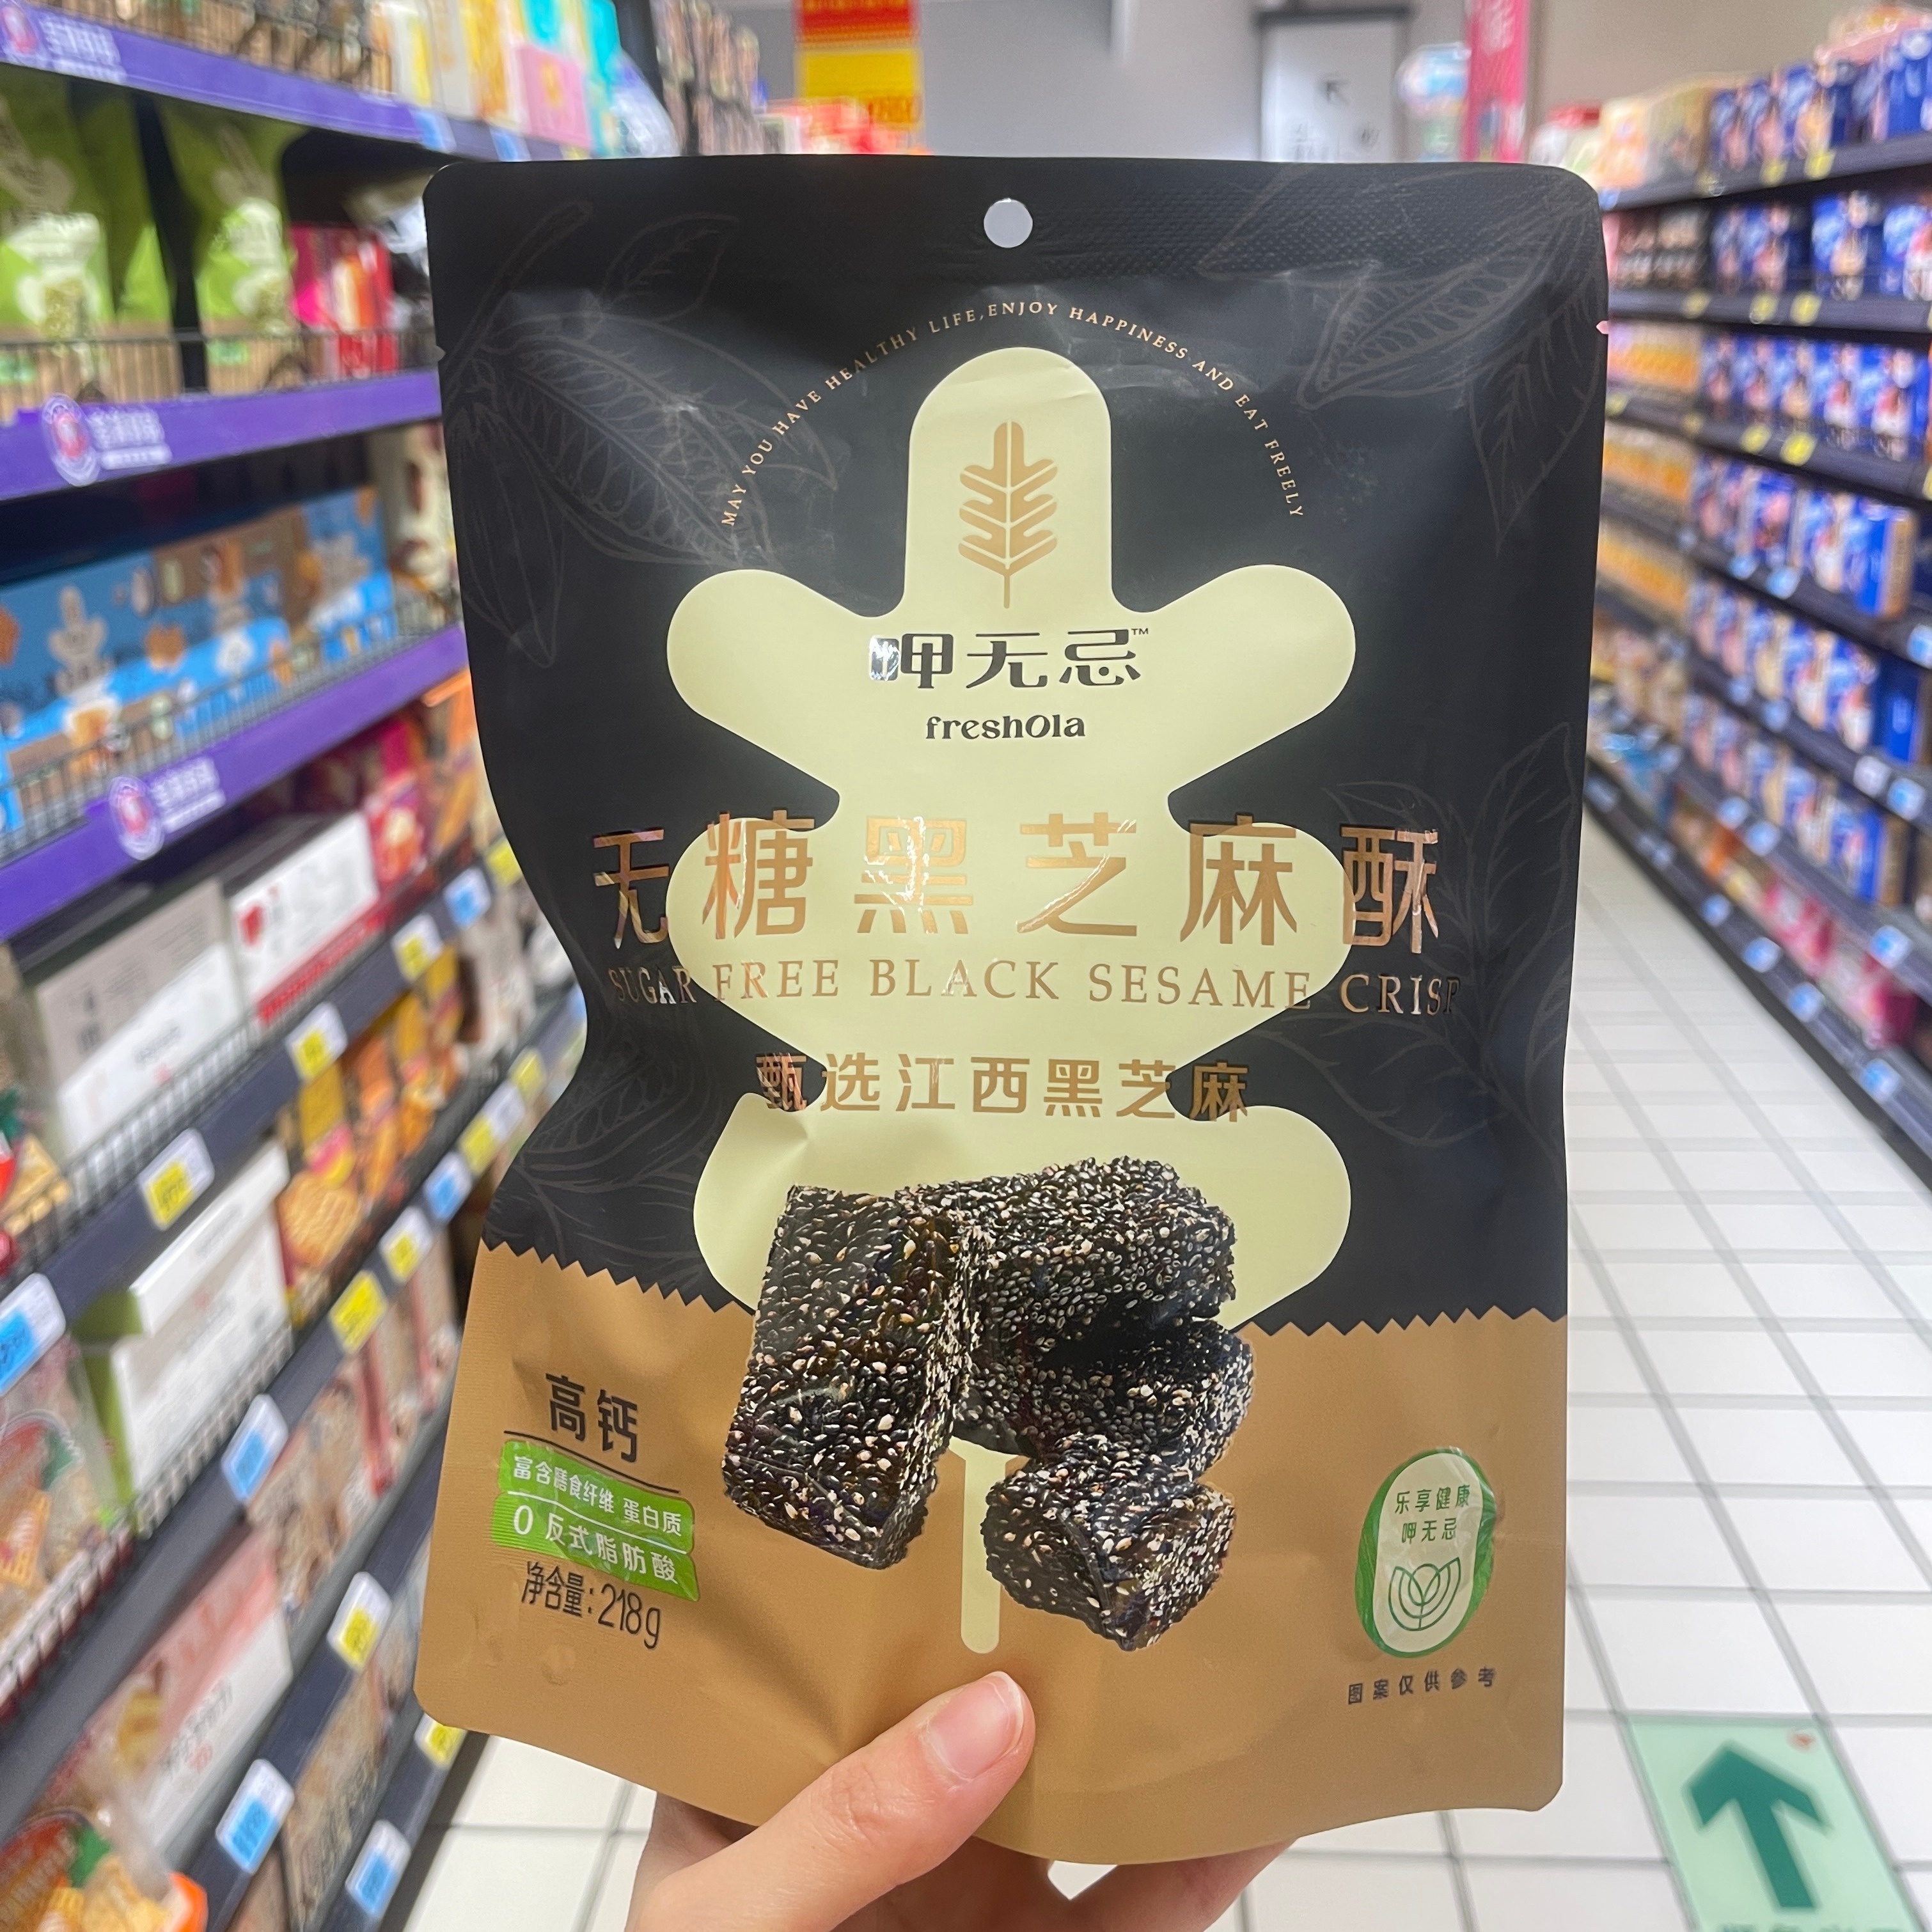 MAY YOU HAVE HEALTHY LIFE,ENJOY HAPPINESS AND EAT FREELY
呷无忌™
freshOla
无糖黑芝麻酥
SUGAR FREE BLACK SESAME CRISP
甄选江西黑芝麻
高钙
富含膳食纤维 蛋白质
0反式脂肪酸
净含量:218g
乐享健康
呷无忌
图案仅供参考